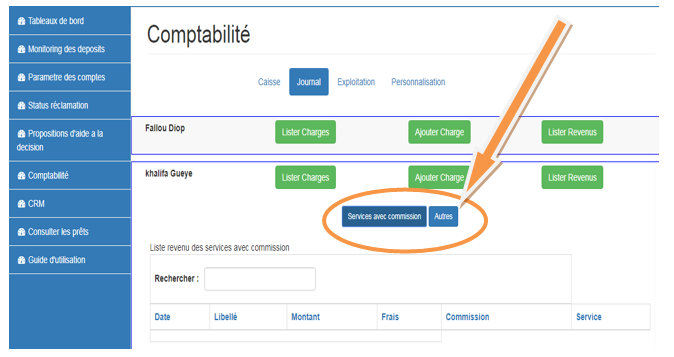 Tableaux de bord
Monitoring des deposits
Parametre des comptes
Status réclamation
Propositions d'aide a la
decision
Comptabilité
CRM
Consulter les prêts
Guide d'utilisation
Comptabilité
Caisse Journal Exploitation Personnalisation
Fallou Diop Lister Charges Ajouter Charge Lister Revenus
khalifa Gueye Lister Charges Ajouter Charge Lister Revenus
Services avec commission Autres
Liste revenu des services avec commission
Rechercher :
Date Libellé Montant Frais Commission Service